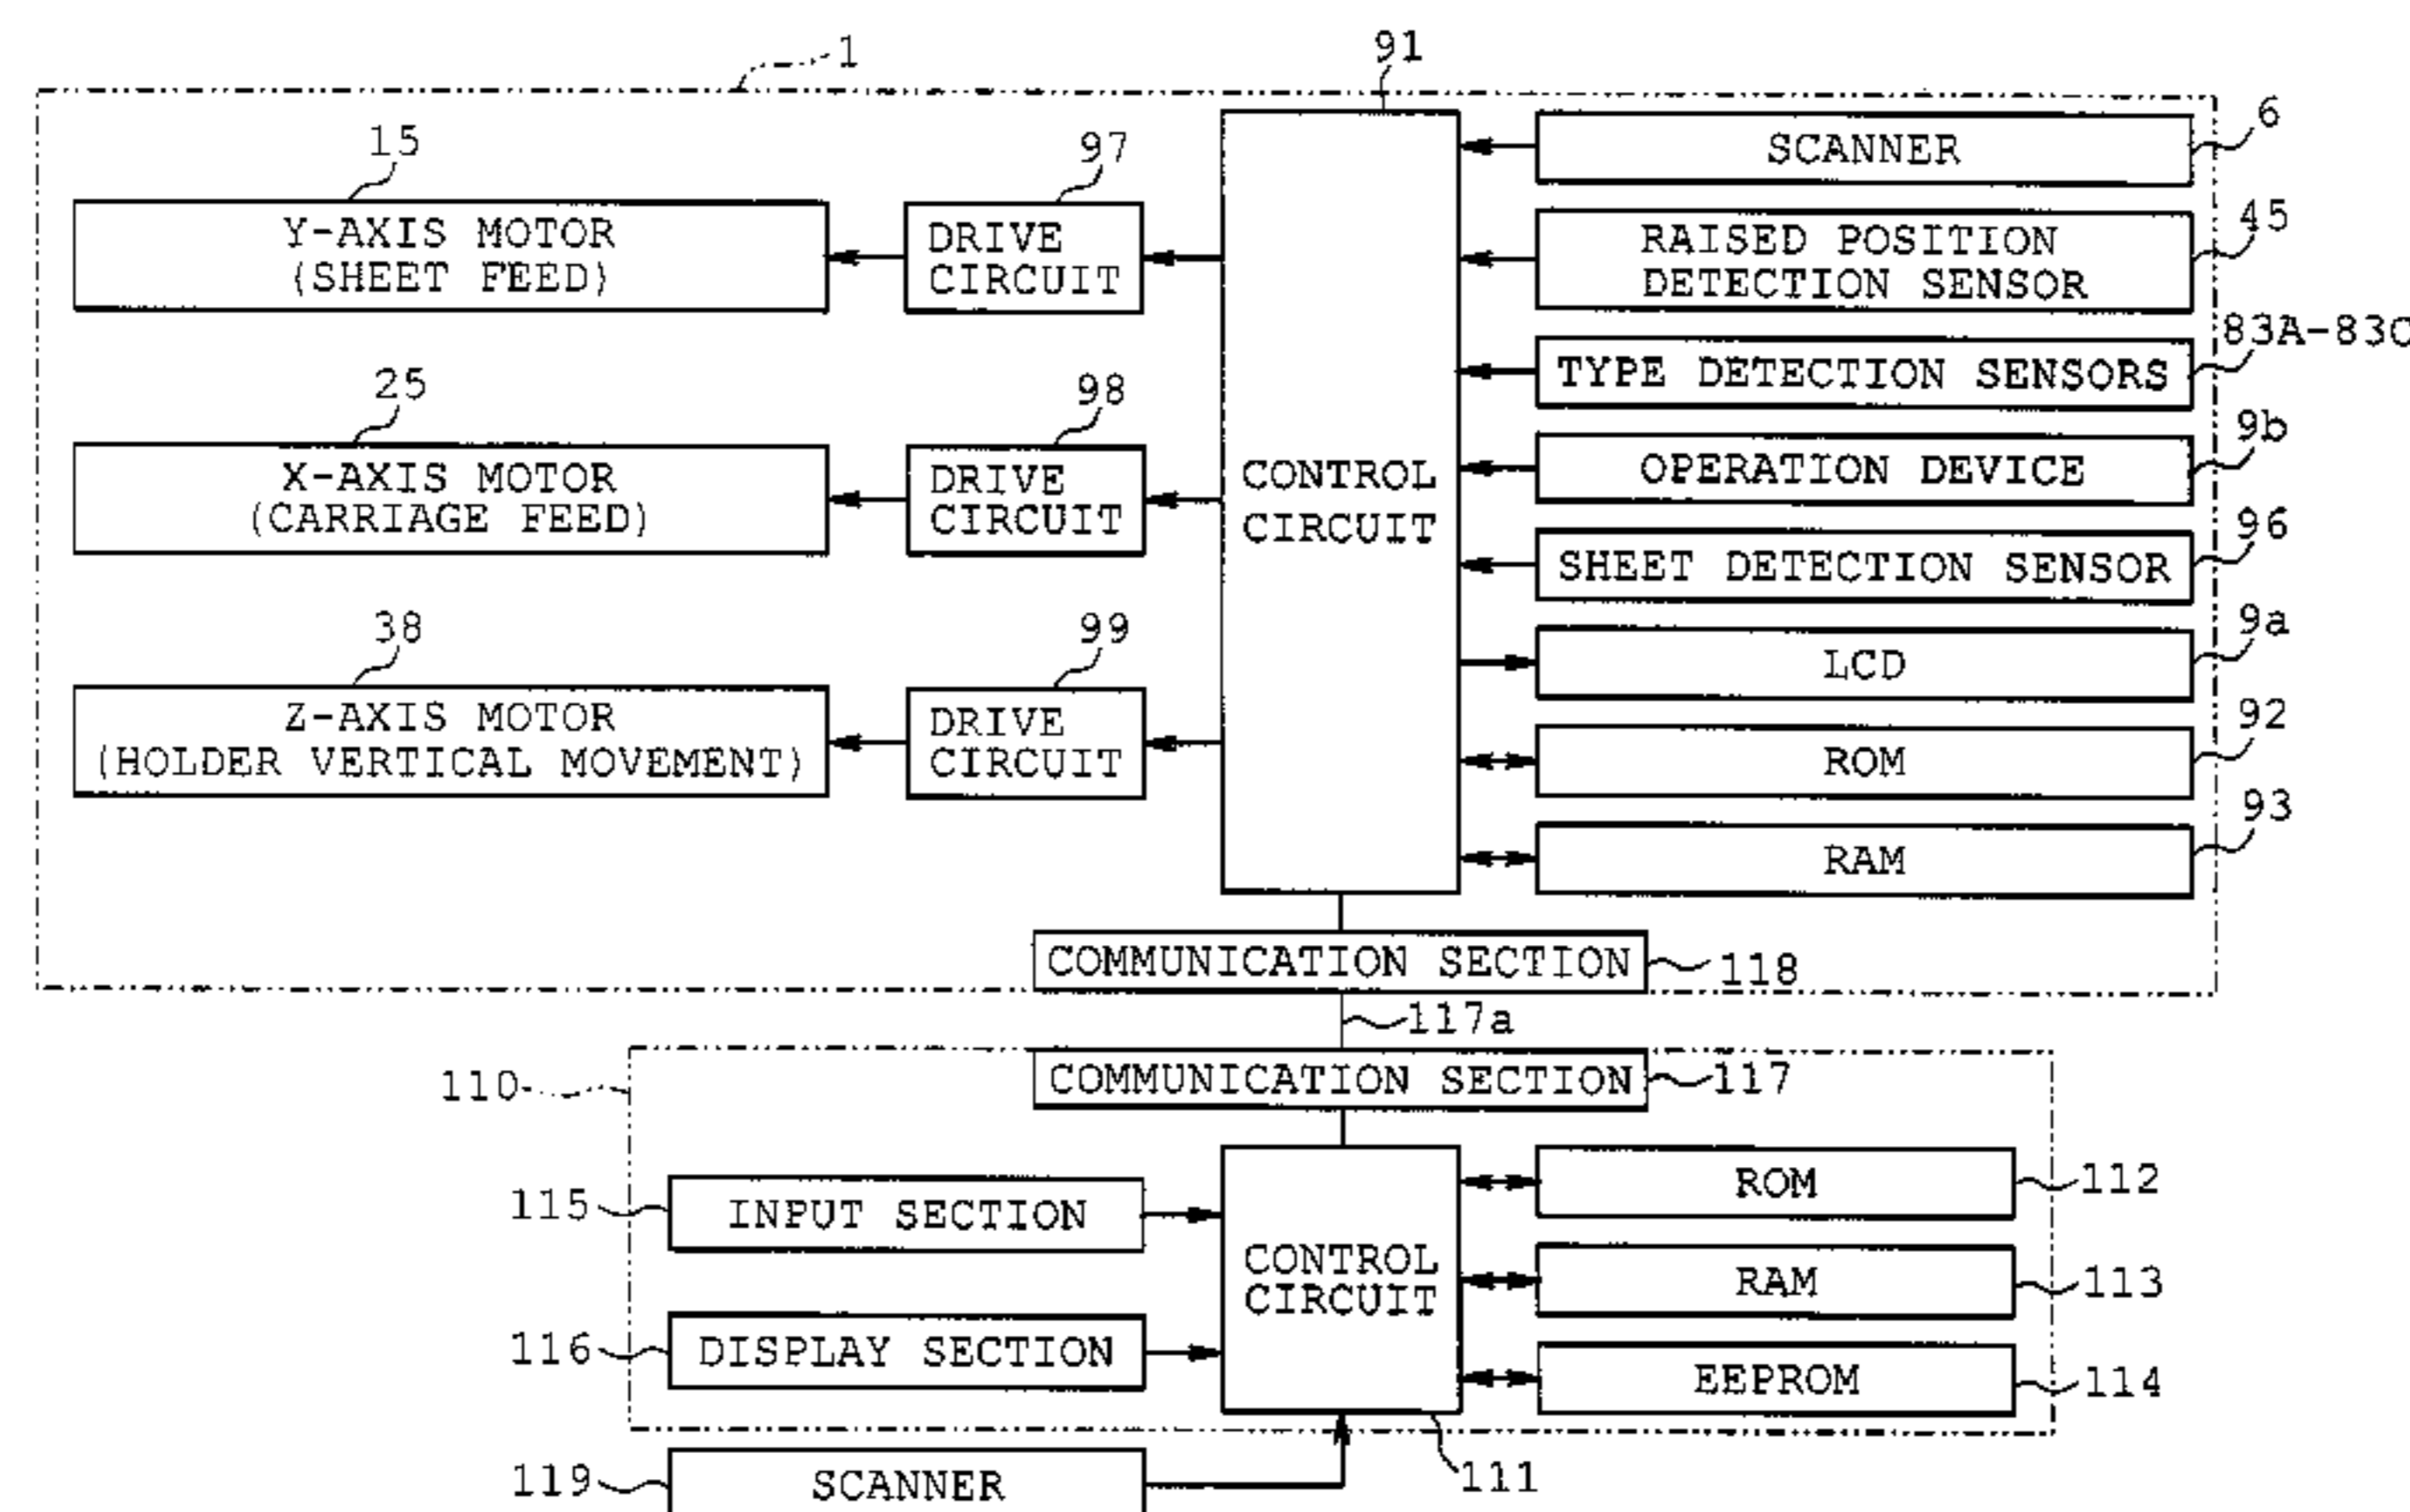 1
91
6
15
97
SCANNER
Y-AXIS MOTOR
(SHEET FEED)
DRIVE
CIRCUIT
45
RAISED POSITION
DETECTION SENSOR
83A-83C
TYPE DETECTION SENSORS
25
98
9b
X-AXIS MOTOR
(CARRIAGE FEED)
DRIVE
CIRCUIT
CONTROL
CIRCUIT
OPERATION DEVICE
96
SHEET DETECTION SENSOR
38
99
9a
LCD
Z-AXIS MOTOR
(HOLDER VERTICAL MOVEMENT)
DRIVE
CIRCUIT
92
ROM
93
RAM
COMMUNICATION SECTION
118
117a
110
COMMUNICATION SECTION
117
115
INPUT SECTION
ROM
112
CONTROL
CIRCUIT
RAM
113
116
DISPLAY SECTION
EEPROM
114
119
SCANNER
111